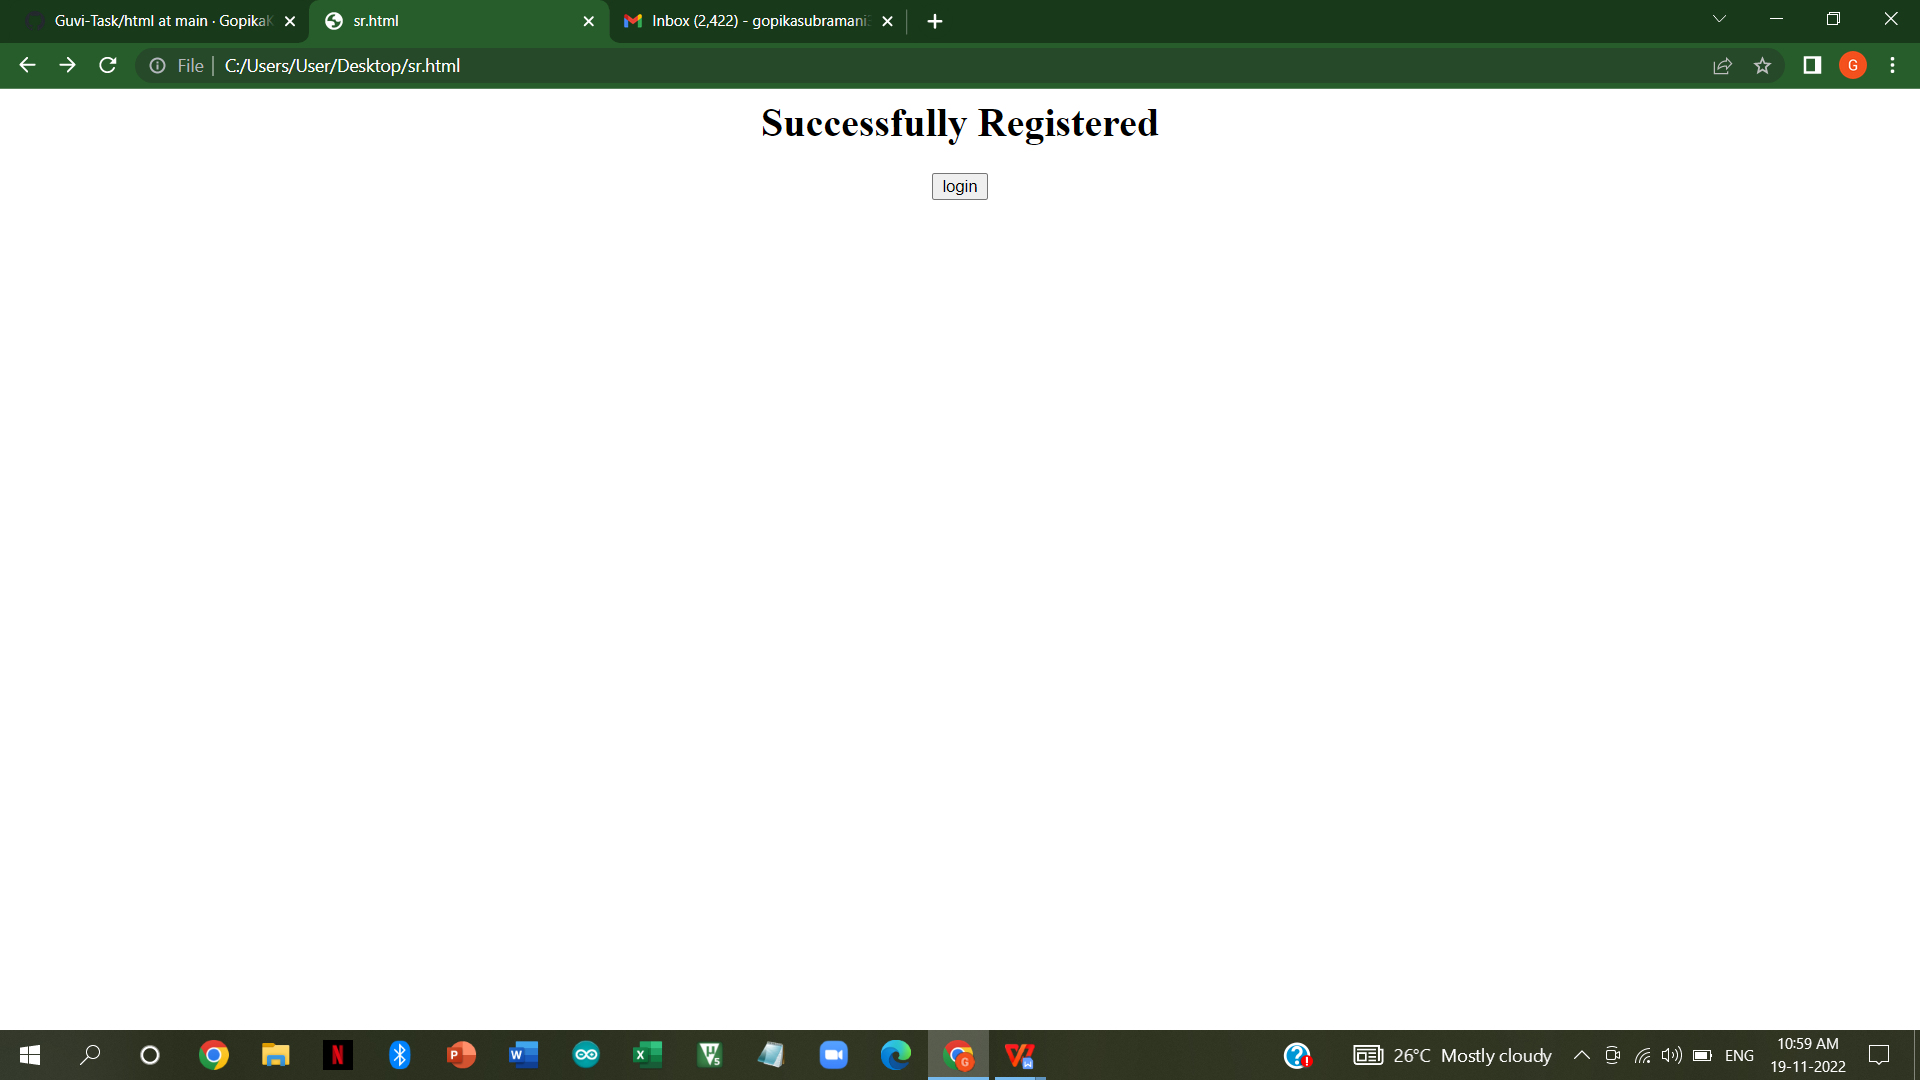 Guvi-Task/html at main · GopikaK
sr.html
Inbox (2,422) - gopikasubramani
File
C:/Users/User/Desktop/sr.html
G
Successfully Registered
login
26°C Mostly cloudy
ENG
10:59 AM
19-11-2022